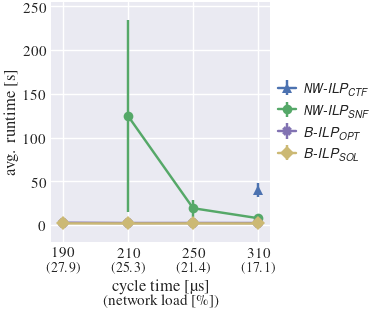 250
200
150
100
50
0
avg. runtime [s]
190 210 250 310
(27.9) (25.3) (21.4) (17.1)
cycle time [µs]
(network load [%])
NW-ILP_CTF
NW-ILP_SNF
B-ILP_OPT
B-ILP_SOL